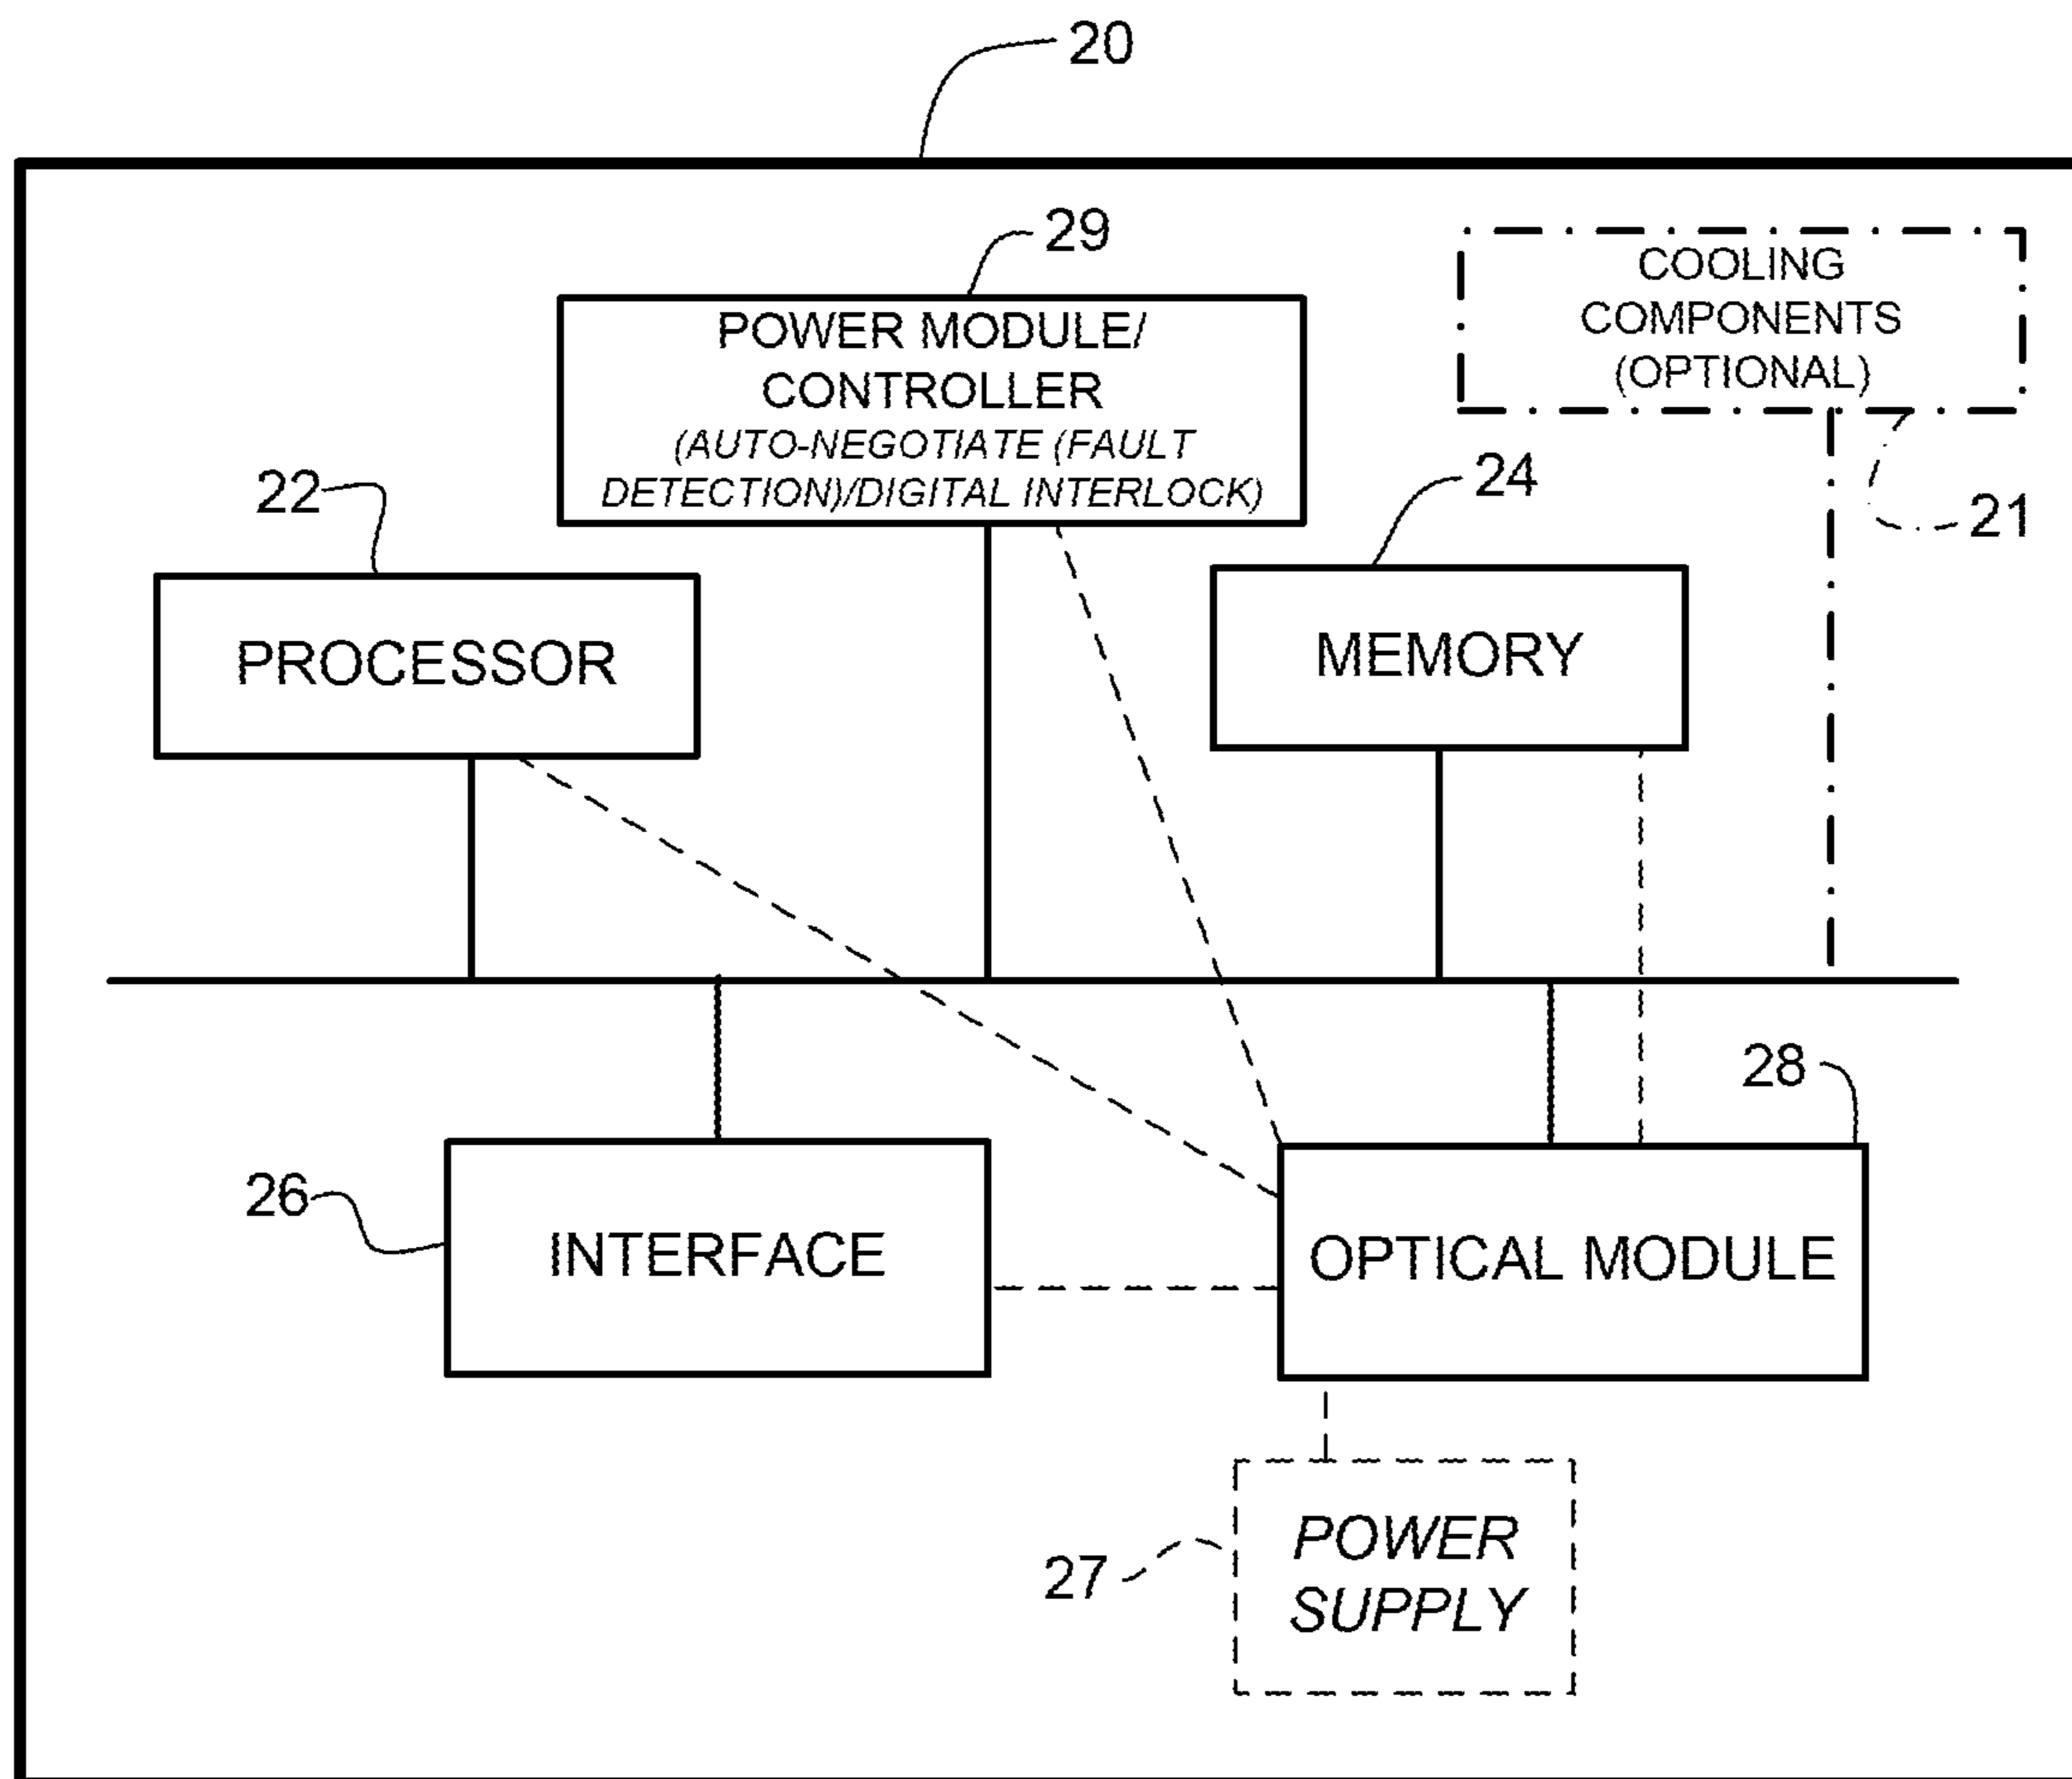 20
29
POWER MODULE/
CONTROLLER
(AUTO-NEGOTIATE (FAULT
DETECTION)/DIGITAL INTERLOCK)
COOLING
COMPONENTS
(OPTIONAL)
21
22
PROCESSOR
24
MEMORY
26
INTERFACE
28
OPTICAL MODULE
27
POWER
SUPPLY